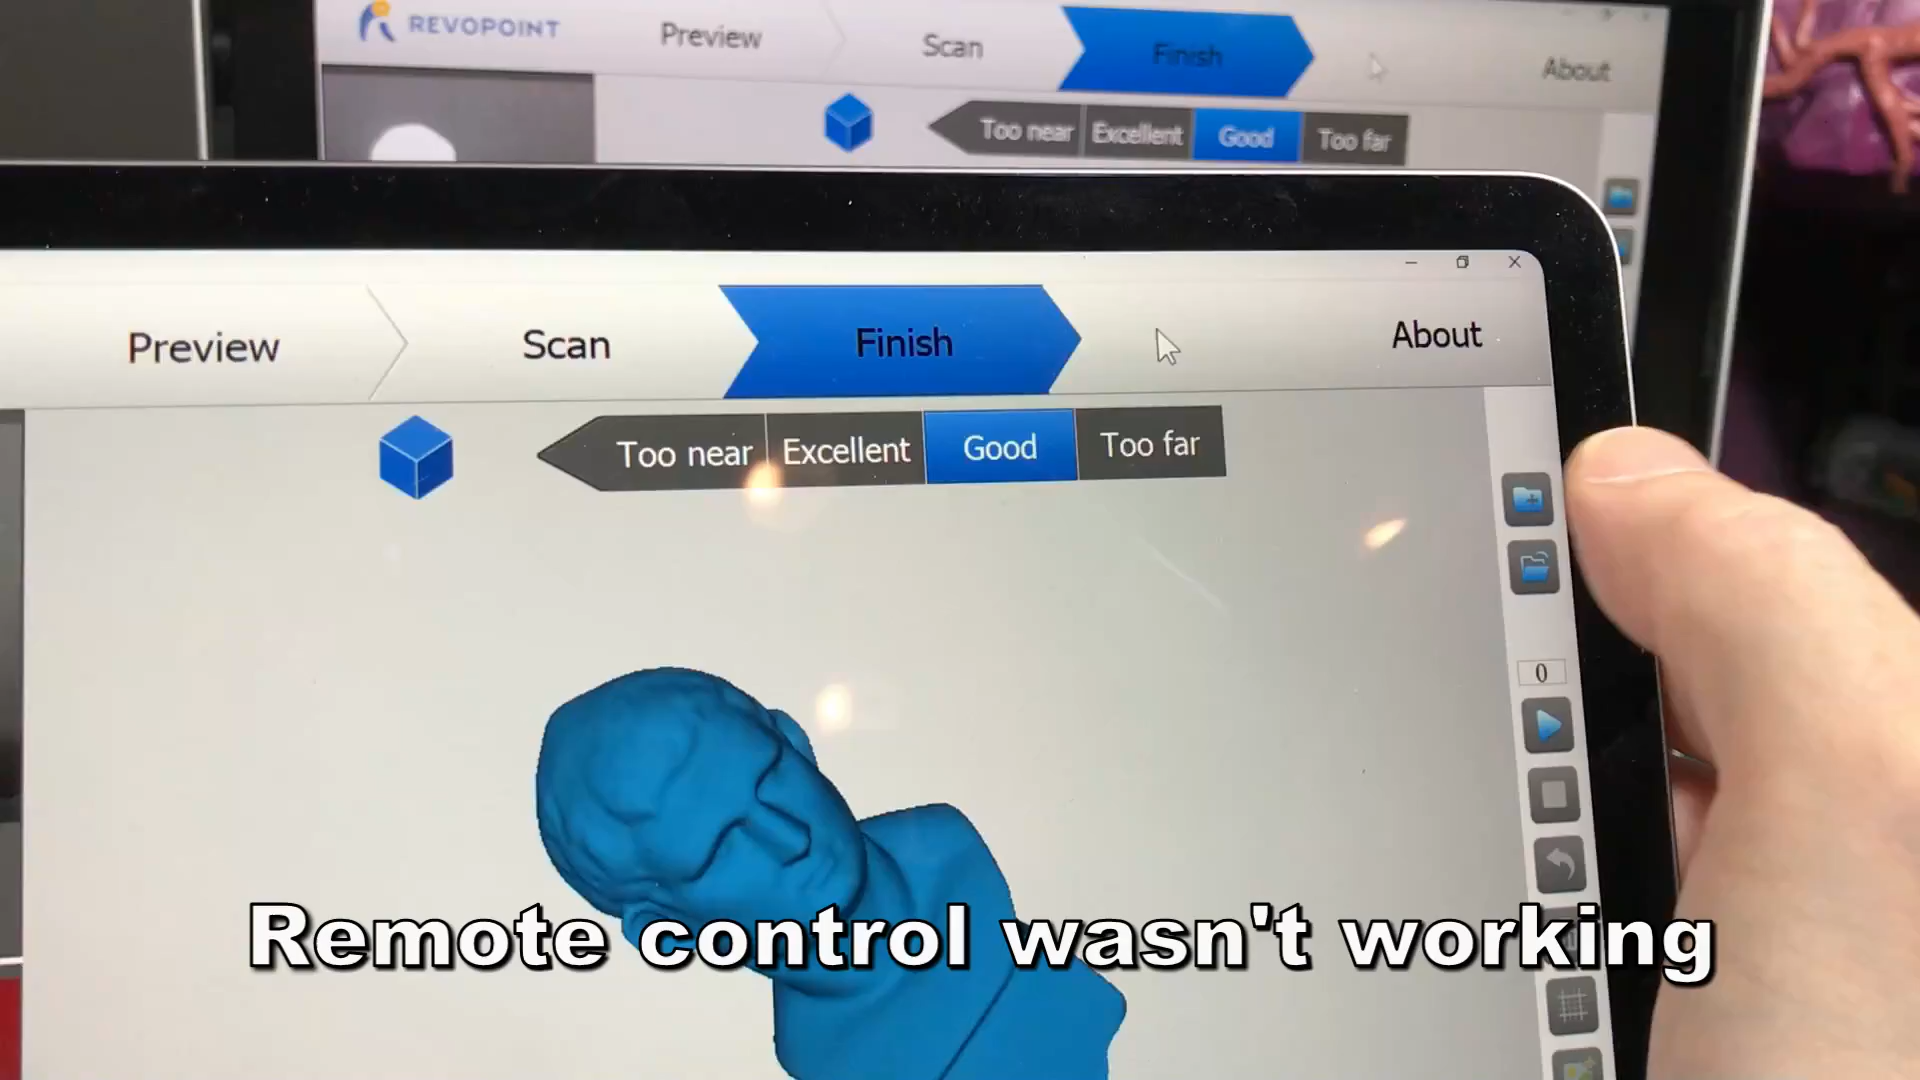 REVOPOINT Preview Scan Finish About
Too near Excellent Good Too far
Preview Scan Finish About
Too near Excellent Good Too far
0
Remote control wasn't working